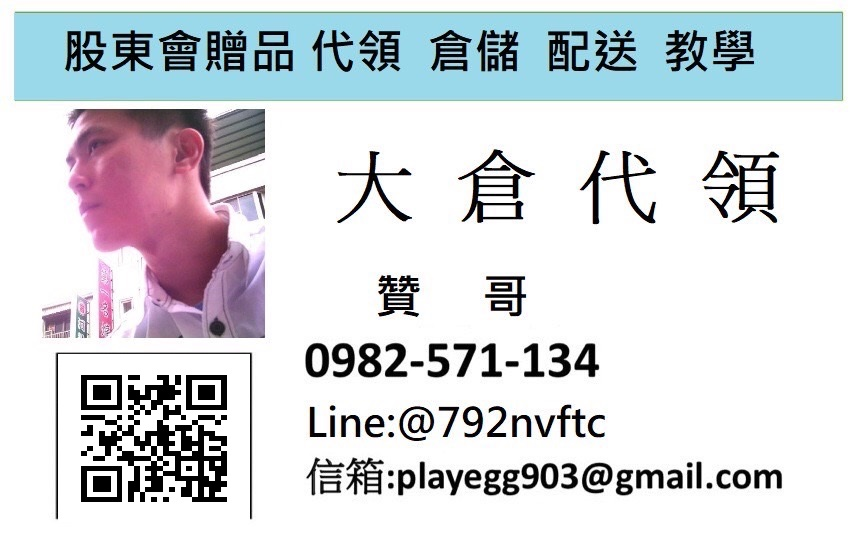 股東會贈品 代領 倉儲 配送 教學
大倉代領
贊哥
0982-571-134
Line:@792nvftc
信箱:playegg903@gmail.com